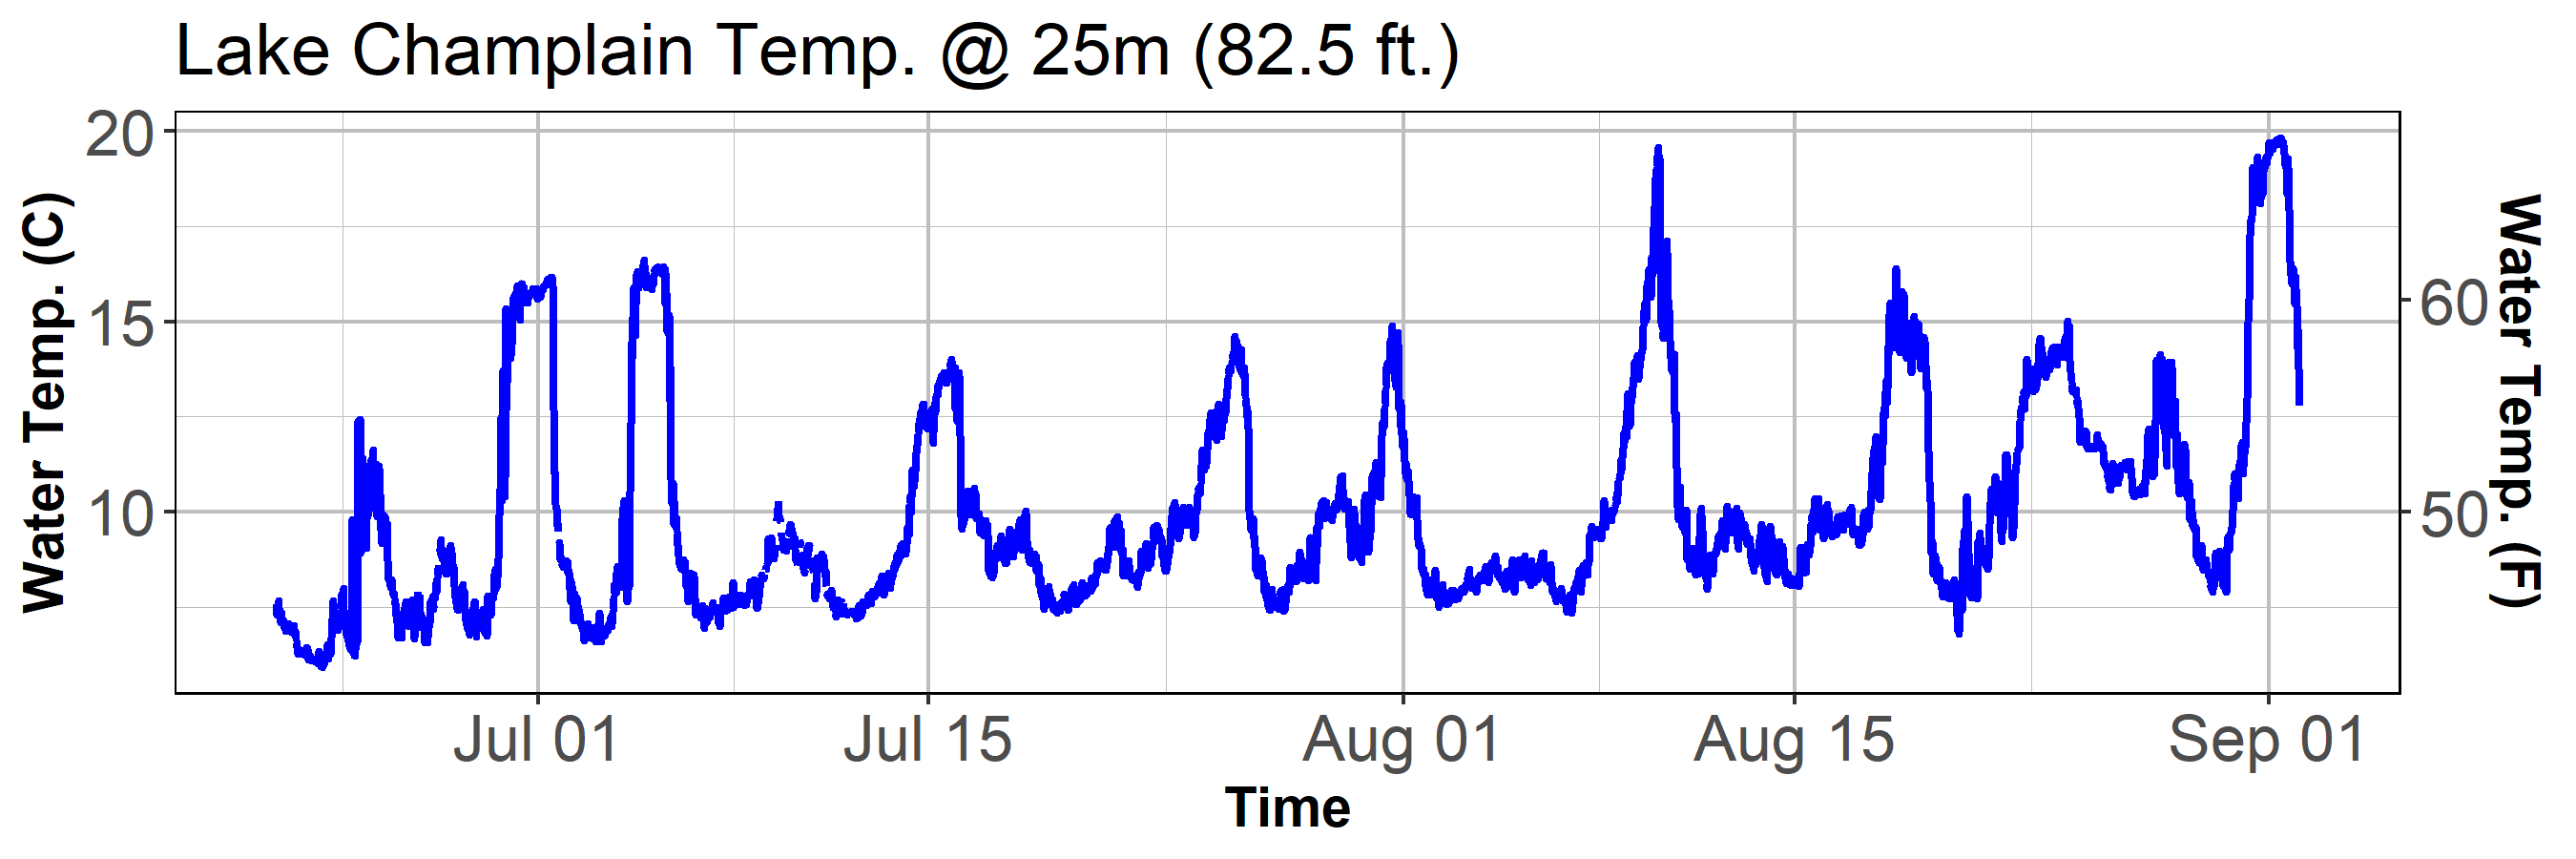 Lake Champlain Temp. @ 25m (82.5 ft.)
Water Temp. (C)
20
15
10
60
50
Water Temp. (F)
Jul 01
Jul 15
Aug 01
Aug 15
Sep 01
Time